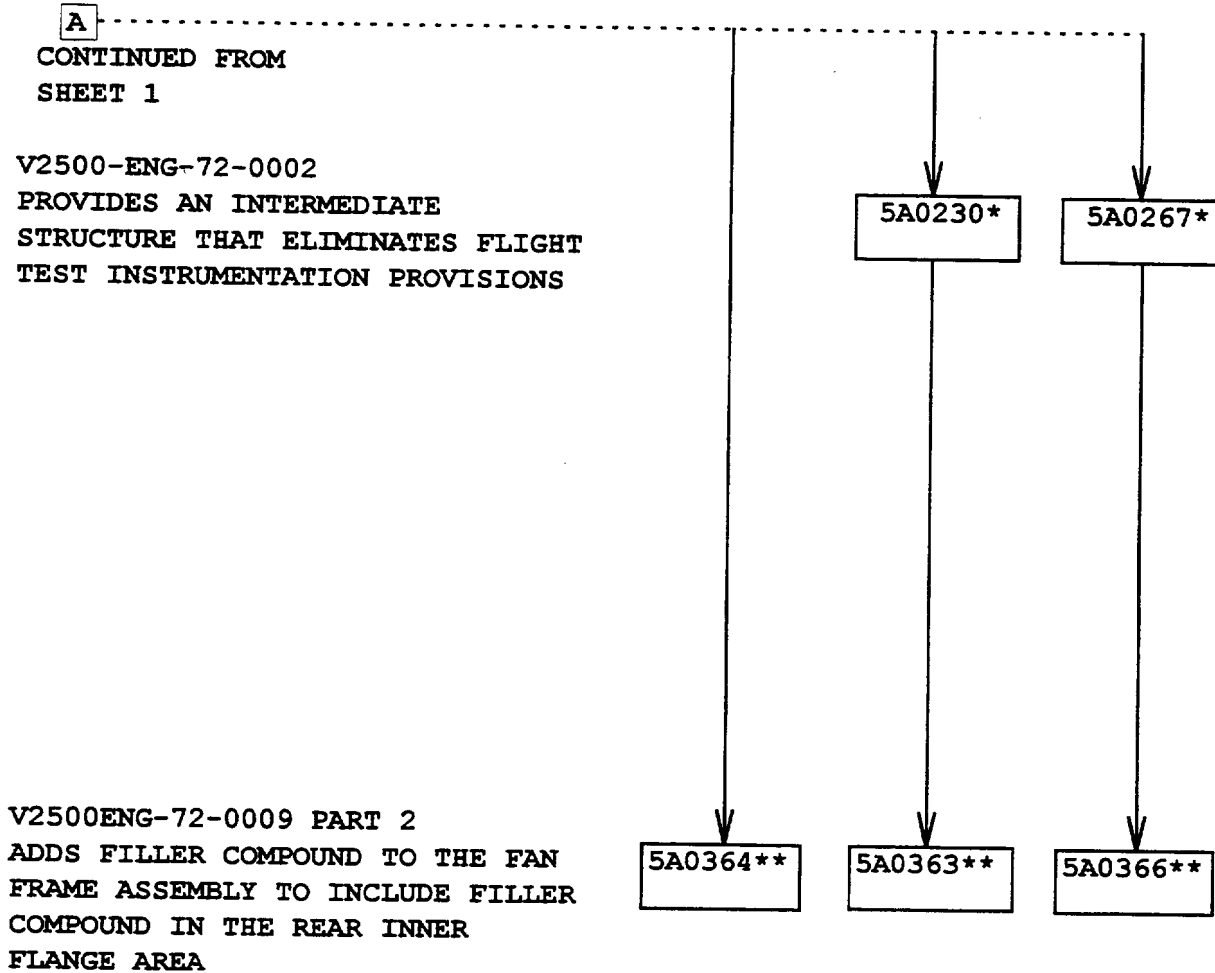 A
CONTINUED FROM
SHEET 1
V2500-ENG-72-0002
PROVIDES AN INTERMEDIATE
STRUCTURE THAT ELIMINATES FLIGHT
TEST INSTRUMENTATION PROVISIONS
5A0230*
5A0267*
V2500ENG-72-0009 PART 2
ADDS FILLER COMPOUND TO THE FAN
FRAME ASSEMBLY TO INCLUDE FILLER
COMPOUND IN THE REAR INNER
FLANGE AREA
5A0364**
5A0363**
5A0366**